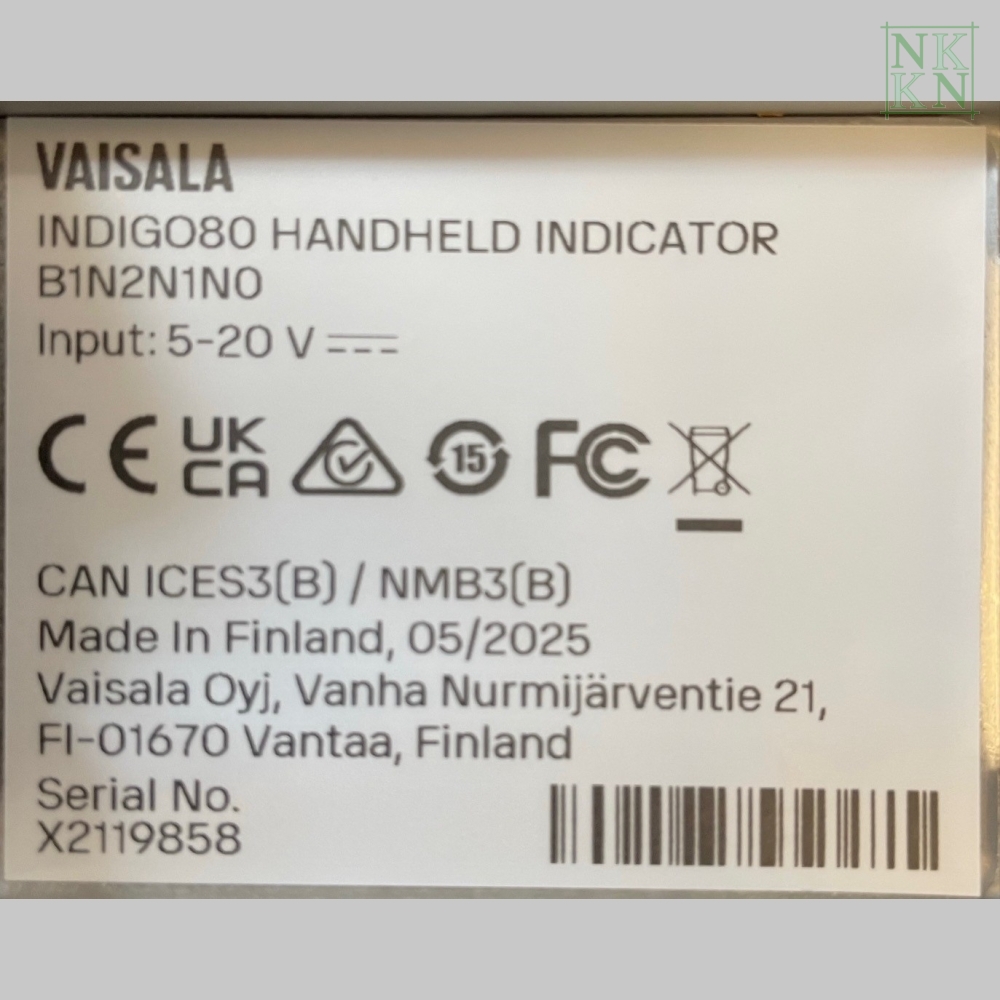 NK
KN
VAISALA
INDIGO80 HANDHELD INDICATOR
B1N2N1N0
Input: 5-20 V
CE UK CA 15 FC
CAN ICES3(B) / NMB3(B)
Made In Finland, 05/2025
Vaisala Oyj, Vanha Nurmijärventie 21,
FI-01670 Vantaa, Finland
Serial No.
X2119858